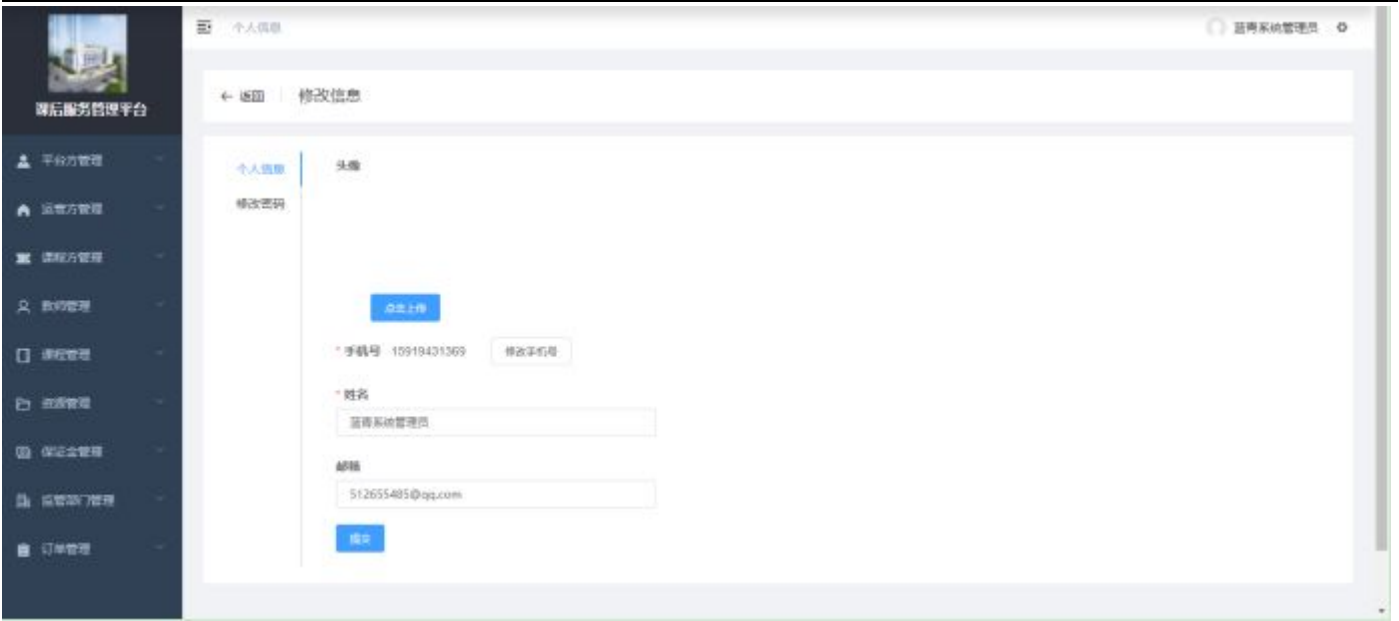 个人信息
蓝青系统管理员
课后服务管理平台
← 返回 修改信息
平台方管理
运营方管理
课程方管理
教师管理
课程管理
资源管理
保证金管理
监管部门管理
订单管理
个人信息
修改密码
头像
点击上传
* 手机号 15919431369 修改手机号
* 姓名
蓝青系统管理员
邮箱
512655485@qq.com
提交